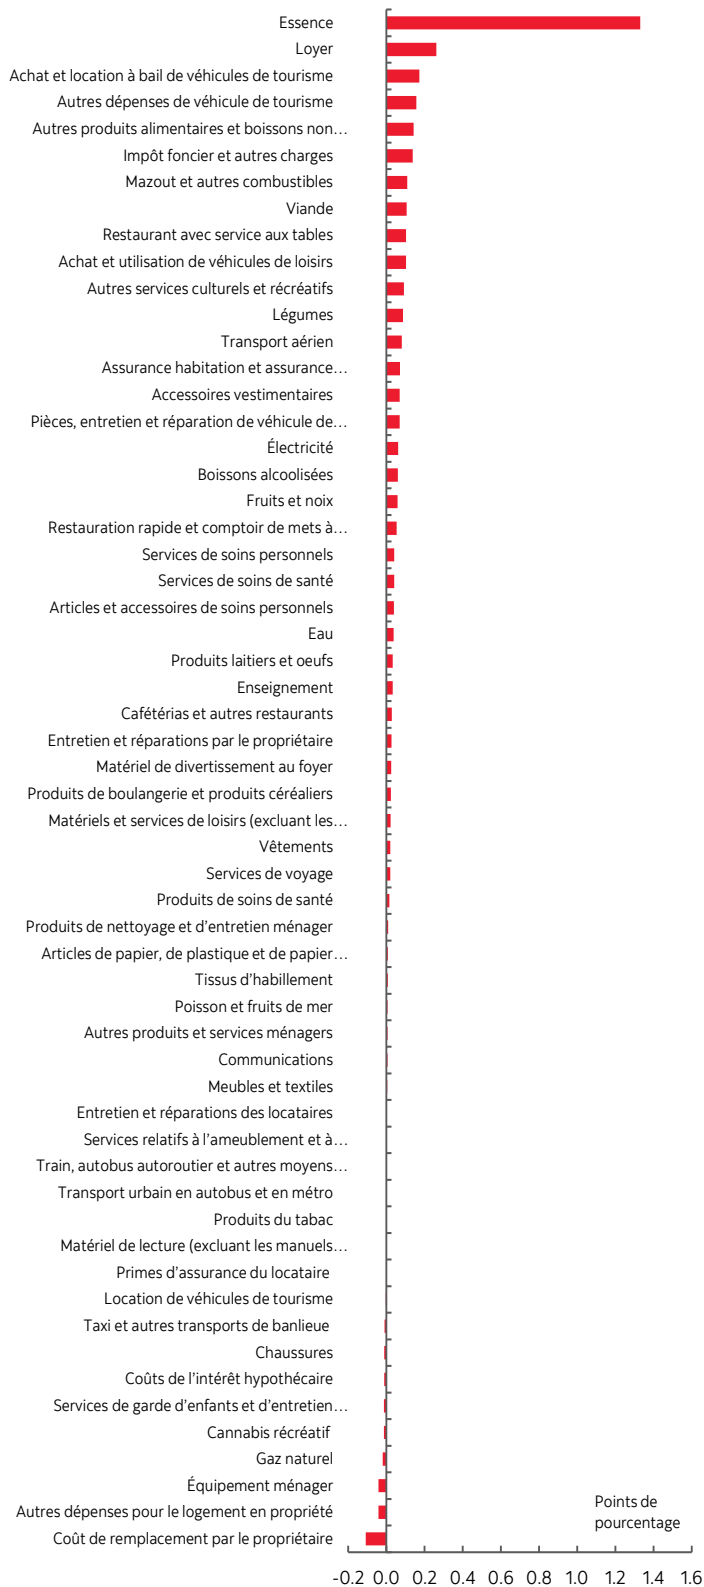 Essence
Loyer
Achat et location à bail de véhicules de tourisme
Autres dépenses de véhicule de tourisme
Autres produits alimentaires et boissons non…
Impôt foncier et autres charges
Mazout et autres combustibles
Viande
Restaurant avec service aux tables
Achat et utilisation de véhicules de loisirs
Autres services culturels et récréatifs
Légumes
Transport aérien
Assurance habitation et assurance…
Accessoires vestimentaires
Pièces, entretien et réparation de véhicule de…
Électricité
Boissons alcoolisées
Fruits et noix
Restauration rapide et comptoir de mets à…
Services de soins personnels
Services de soins de santé
Articles et accessoires de soins personnels
Eau
Produits laitiers et oeufs
Enseignement
Cafétérias et autres restaurants
Entretien et réparations par le propriétaire
Matériel de divertissement au foyer
Produits de boulangerie et produits céréaliers
Matériels et services de loisirs (excluant les…
Vêtements
Services de voyage
Produits de soins de santé
Produits de nettoyage et d’entretien ménager
Articles de papier, de plastique et de papier…
Tissus d’habillement
Poisson et fruits de mer
Autres produits et services ménagers
Communications
Meubles et textiles
Entretien et réparations des locataires
Services relatifs à l’ameublement et à…
Train, autobus autoroutier et autres moyens…
Transport urbain en autobus et en métro
Produits du tabac
Matériel de lecture (excluant les manuels…
Primes d’assurance du locataire
Location de véhicules de tourisme
Taxi et autres transports de banlieue
Chaussures
Coûts de l’intérêt hypothécaire
Services de garde d’enfants et d’entretien…
Cannabis récréatif
Gaz naturel
Équipement ménager
Autres dépenses pour le logement en propriété
Coût de remplacement par le propriétaire
Points de
pourcentage
-0.2 0.0 0.2 0.4 0.6 0.8 1.0 1.2 1.4 1.6